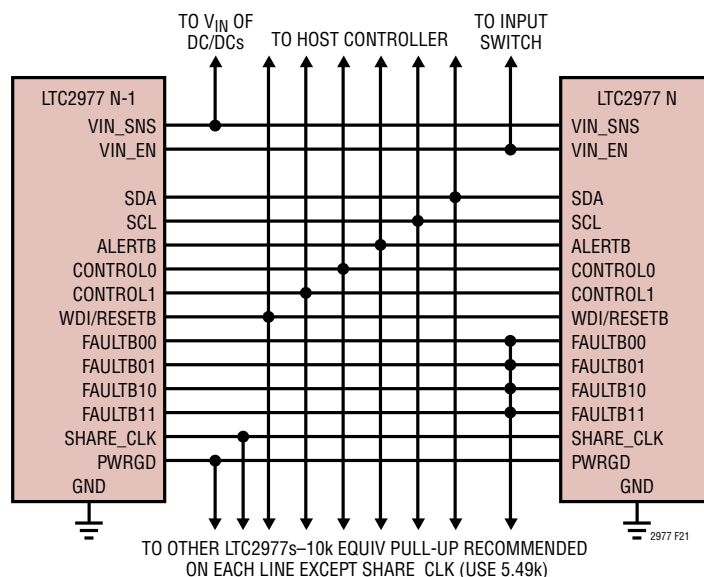 TO VIN OF
DC/DCs
TO HOST CONTROLLER
TO INPUT
SWITCH
LTC2977 N-1
VIN_SNS
VIN_EN
SDA
SCL
ALERTB
CONTROL0
CONTROL1
WDI/RESETB
FAULTB00
FAULTB01
FAULTB10
FAULTB11
SHARE_CLK
PWRGD
GND
LTC2977 N
VIN_SNS
VIN_EN
SDA
SCL
ALERTB
CONTROL0
CONTROL1
WDI/RESETB
FAULTB00
FAULTB01
FAULTB10
FAULTB11
SHARE_CLK
PWRGD
GND
2977 F21
TO OTHER LTC2977s–10k EQUIV PULL-UP RECOMMENDED
ON EACH LINE EXCEPT SHARE_CLK (USE 5.49k)